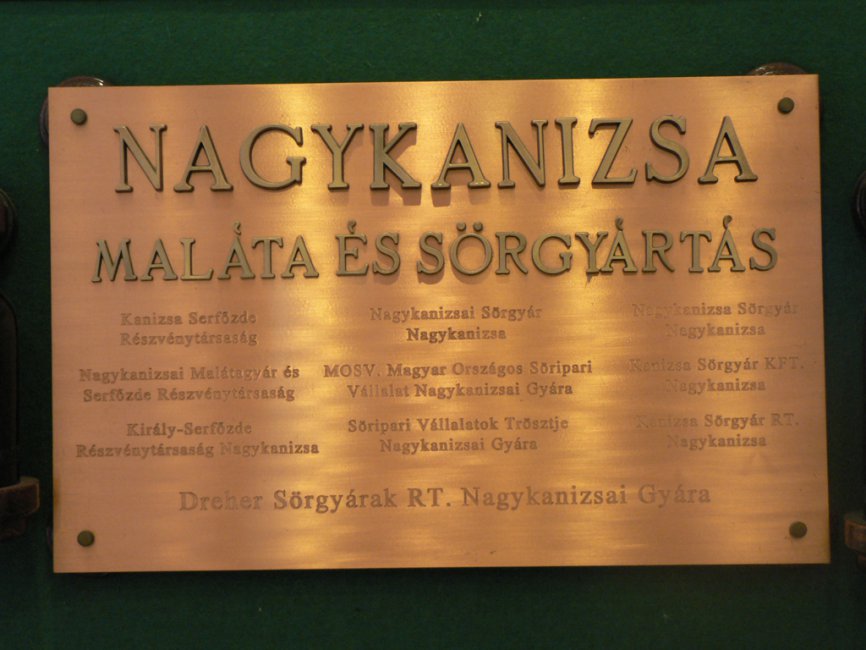 NAGYKANIZSA
MALÁTA ÉS SÖRGYÁRTÁS
Kanizsa Serfőzde
Részvénytársaság
Nagykanizsai Malátagyár és
Serfőzde Részvénytársaság
Király-Serfőzde
Részvénytársaság Nagykanizsa
Nagykanizsai Sörgyár
Nagykanizsa
MOSV. Magyar Országos Söripari
Vállalat Nagykanizsai Gyára
Söripari Vállalatok Trösztje
Nagykanizsai Gyára
Nagykanizsa Sörgyár
Nagykanizsa
Kanizsa Sörgyár KFT.
Nagykanizsa
Kanizsa Sörgyár RT.
Nagykanizsa
Dreher Sörgyárak RT. Nagykanizsai Gyára